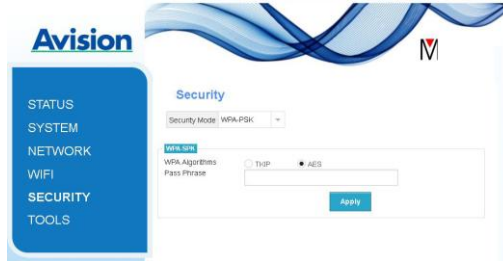 Avision
M
STATUS
SYSTEM
NETWORK
WIFI
SECURITY
TOOLS
Security
Security Mode WPA-PSK
WPA-SPK
WPA Algorithms TKIP AES
Pass Phrase
Apply